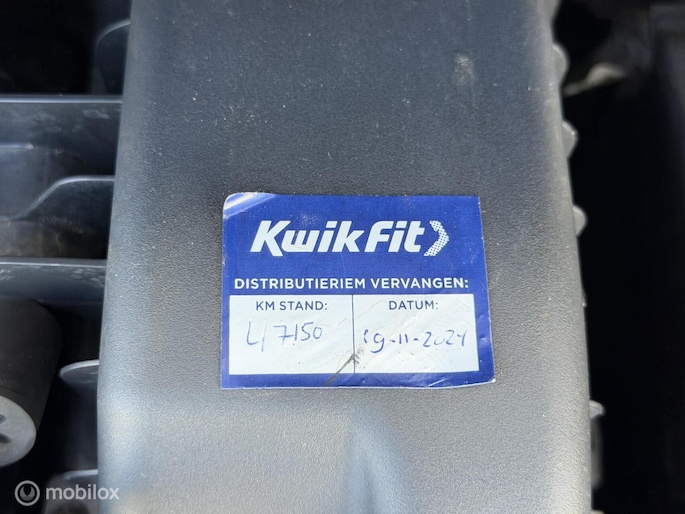 KwikFit
DISTRIBUTIERIEM VERVANGEN:
KM STAND: DATUM:
47150 19-11-2024
mobilox